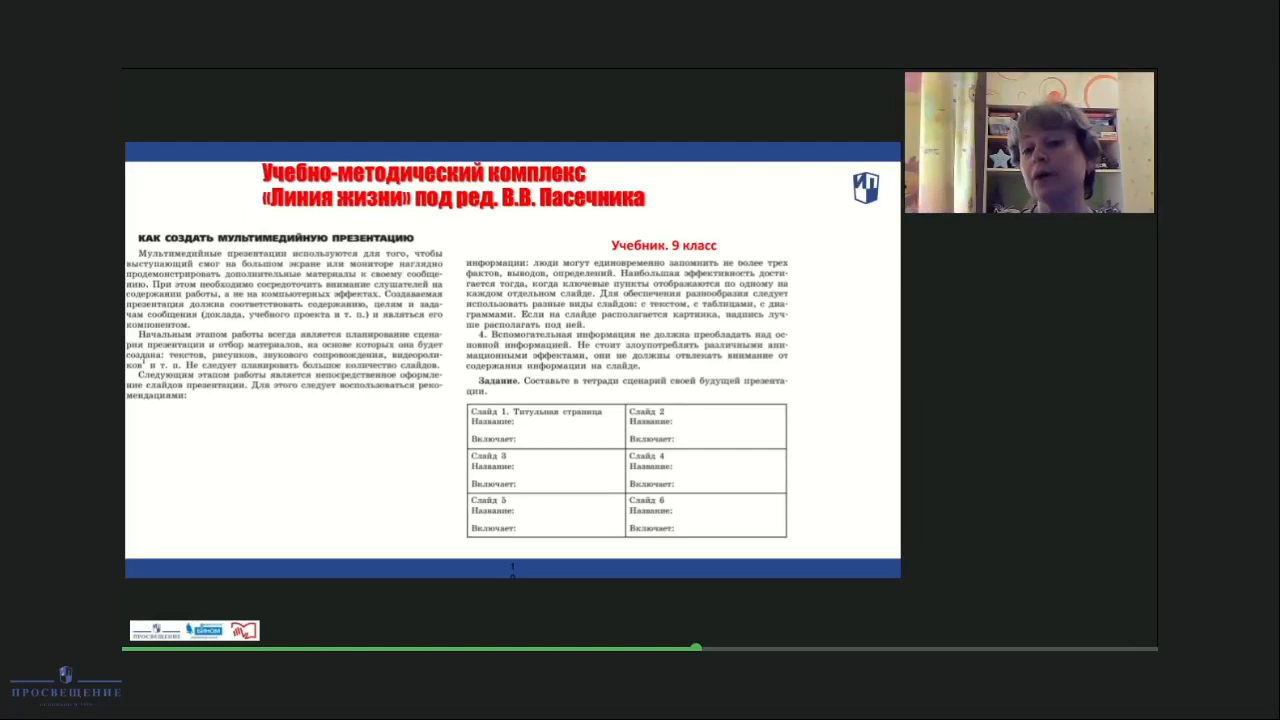 Учебно-методический комплекс
«Линия жизни» под ред. В.В. Пасечника
КАК СОЗДАТЬ МУЛЬТИМЕДИЙНУЮ ПРЕЗЕНТАЦИЮ
Мультимедийные презентации используются для того, чтобы
выступающий смог на большом экране или мониторе наглядно
продемонстрировать дополнительные материалы к своему сообще-
нию. При этом необходимо сосредоточить внимание слушателей на
содержании работы, а не на компьютерных эффектах. Создаваемая
презентация должна соответствовать содержанию, целям и зада-
чам сообщения (доклада, учебного проекта и т. п.) и являться его
компонентом.
Начальным этапом работы всегда является планирование сцена-
рия презентации и отбор материалов, на основе которых она будет
создана: текстов, рисунков, звукового сопровождения, видеороли-
ков и т. п. Не следует планировать большое количество слайдов.
Следующим этапом работы является непосредственное оформле-
ние слайдов презентации. Для этого следует воспользоваться реко-
мендациями:
Учебник. 9 класс
информации: люди могут единовременно запомнить не более трех
фактов, выводов, определений. Наибольшая эффективность дости-
гается тогда, когда ключевые пункты отображаются по одному на
каждом отдельном слайде. Для обеспечения разнообразия следует
использовать разные виды слайдов: с текстом, с таблицами, с диа-
граммами. Если на слайде располагается картинка, надпись луч-
ше располагать под ней.
4. Вспомогательная информация не должна преобладать над ос-
новной информацией. Не стоит злоупотреблять различными ани-
мационными эффектами, они не должны отвлекать внимание от
содержания информации на слайде.
Задание. Составьте в тетради сценарий своей будущей презента-
ции.
Слайд 1. Титульная страница
Название:
Включает:
Слайд 2
Название:
Включает:
Слайд 3
Название:
Включает:
Слайд 4
Название:
Включает:
Слайд 5
Название:
Включает:
Слайд 6
Название:
Включает:
ПРОСВЕЩЕНИЕ
БИНОМ
ПРОСВЕЩЕНИЕ